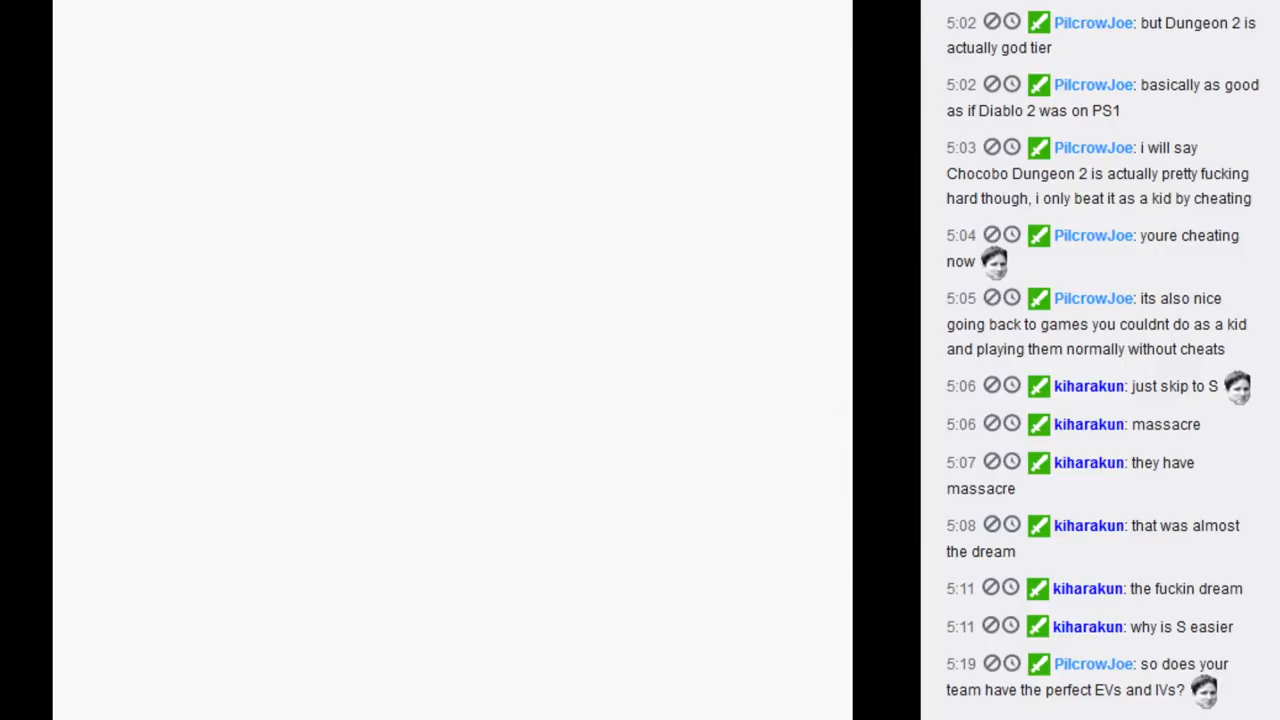 5:02 PilcrowJoe: but Dungeon 2 is
actually god tier
5:02 PilcrowJoe: basically as good
as if Diablo 2 was on PS1
5:03 PilcrowJoe: i will say
Chocobo Dungeon 2 is actually pretty fucking
hard though, i only beat it as a kid by cheating
5:04 PilcrowJoe: youre cheating
now
5:05 PilcrowJoe: its also nice
going back to games you couldnt do as a kid
and playing them normally without cheats
5:06 kiharakun: just skip to S
5:06 kiharakun: massacre
5:07 kiharakun: they have
massacre
5:08 kiharakun: that was almost
the dream
5:11 kiharakun: the fuckin dream
5:11 kiharakun: why is S easier
5:19 PilcrowJoe: so does your
team have the perfect EVs and IVs?